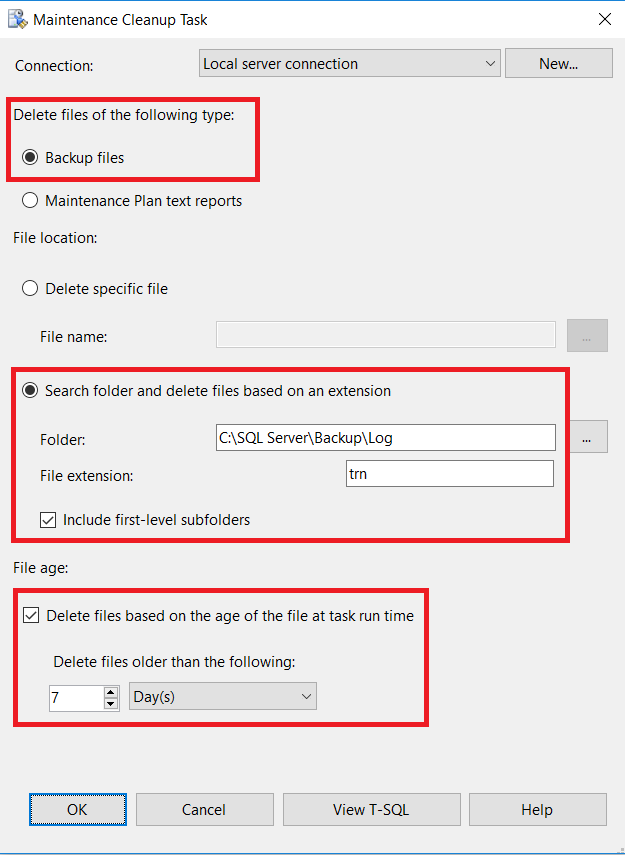 Maintenance Cleanup Task
Connection: Local server connection New...
Delete files of the following type:
Backup files
Maintenance Plan text reports
File location:
Delete specific file
File name: ...
Search folder and delete files based on an extension
Folder: C:\SQL Server\Backup\Log ...
File extension: trn
Include first-level subfolders
File age:
Delete files based on the age of the file at task run time
Delete files older than the following:
7 Day(s)
OK Cancel View T-SQL Help